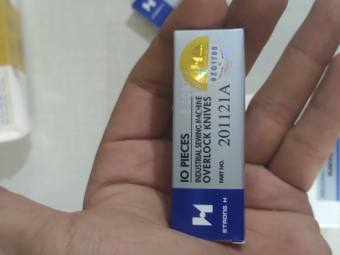 10 PIECES
INDUSTRIAL SEWING MACHINE
OVERLOCK KNIVES
PART NO. 201121A
STRONG H